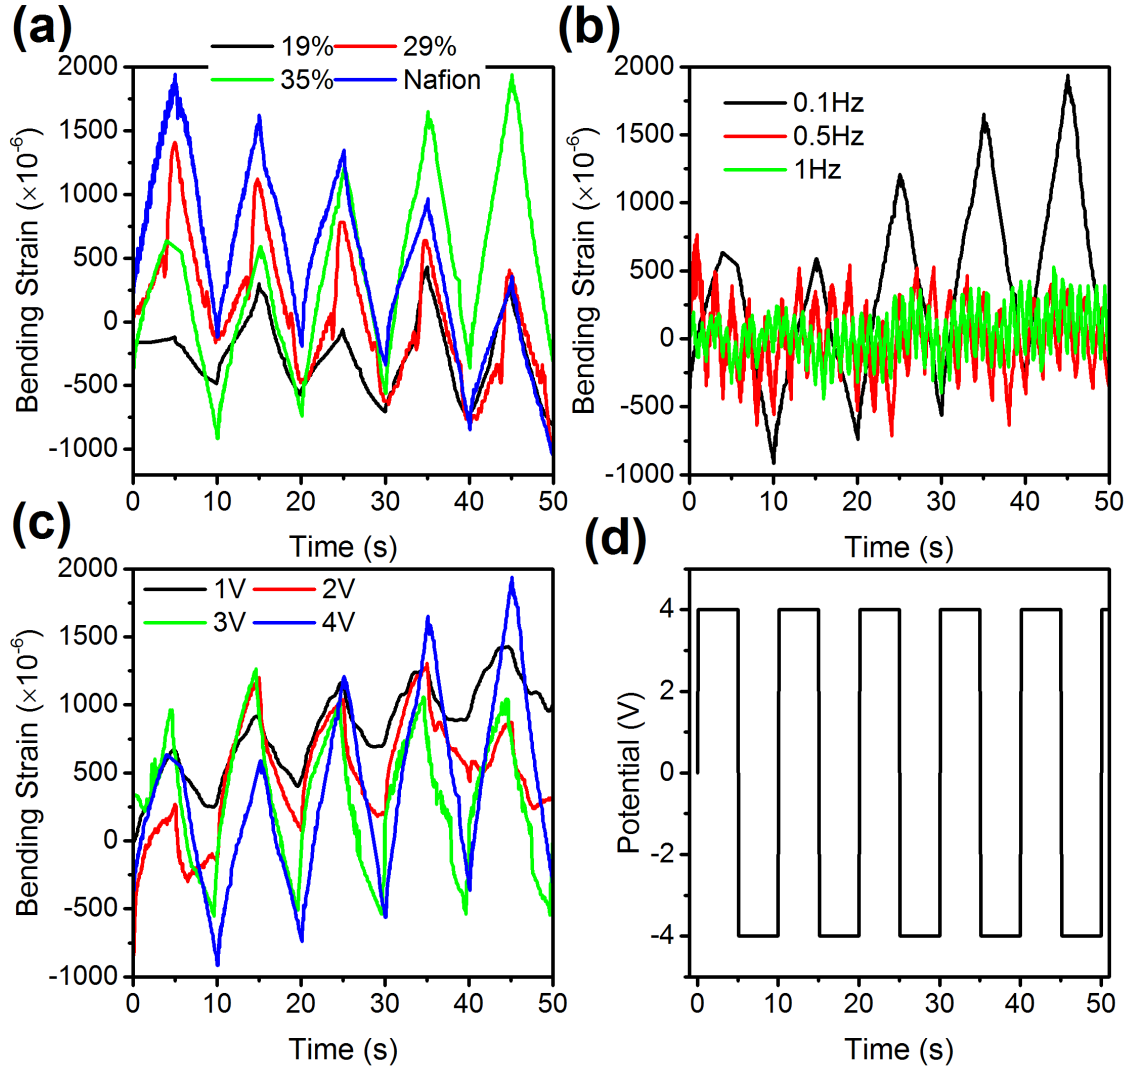 (a)
19% 29%
35% Nafion
2000
1500
1000
500
0
-500
-1000
0 10 20 30 40 50
Bending Strain (×10⁻⁶)
Time (s)
(b)
0.1Hz
0.5Hz
1Hz
2000
1500
1000
500
0
-500
-1000
0 10 20 30 40 50
Bending Strain (×10⁻⁶)
Time (s)
(c)
1V 2V
3V 4V
2000
1500
1000
500
0
-500
-1000
0 10 20 30 40 50
Bending Strain (×10⁻⁶)
Time (s)
(d)
4
2
0
-2
-4
0 10 20 30 40 50
Potential (V)
Time (s)